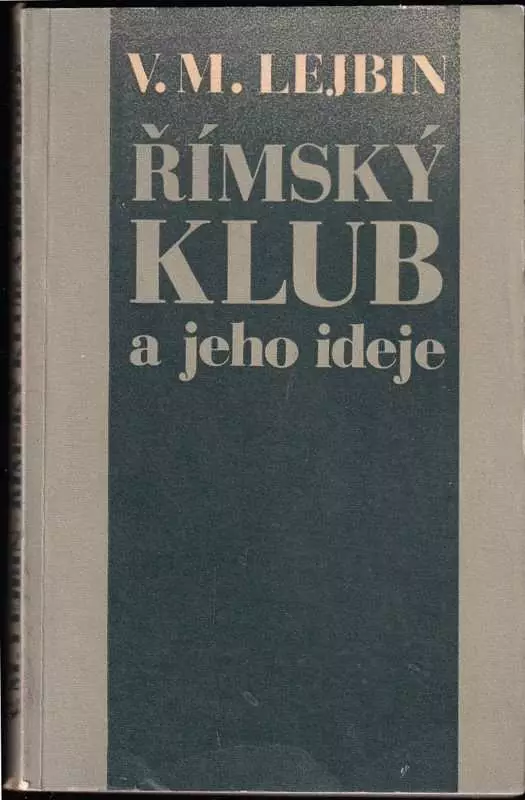 V. M. LEJBIN
ŘÍMSKÝ
KLUB
a jeho ideje